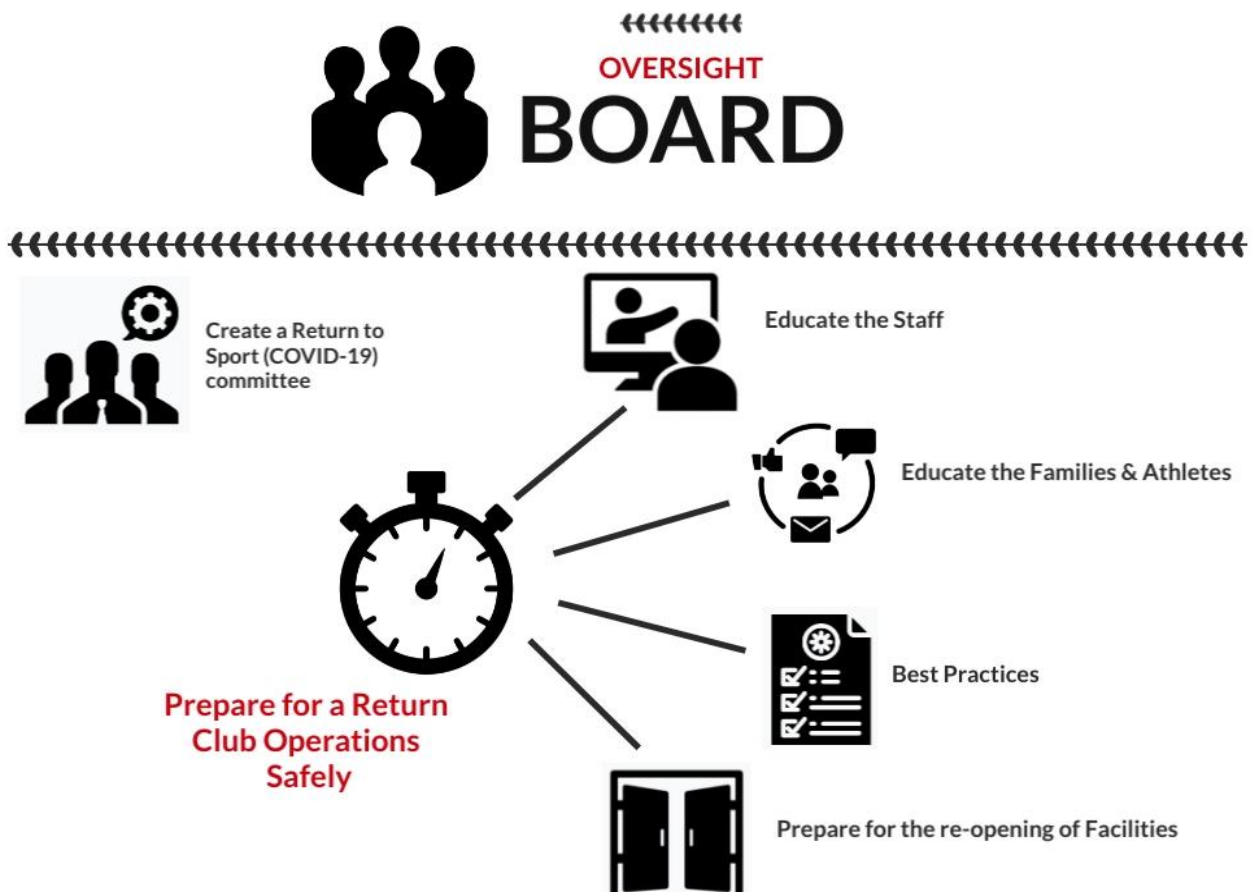 OVERSIGHT
BOARD
Create a Return to
Sport (COVID-19)
committee
Educate the Staff
Educate the Families & Athletes
Best Practices
Prepare for a Return
Club Operations
Safely
Prepare for the re-opening of Facilities